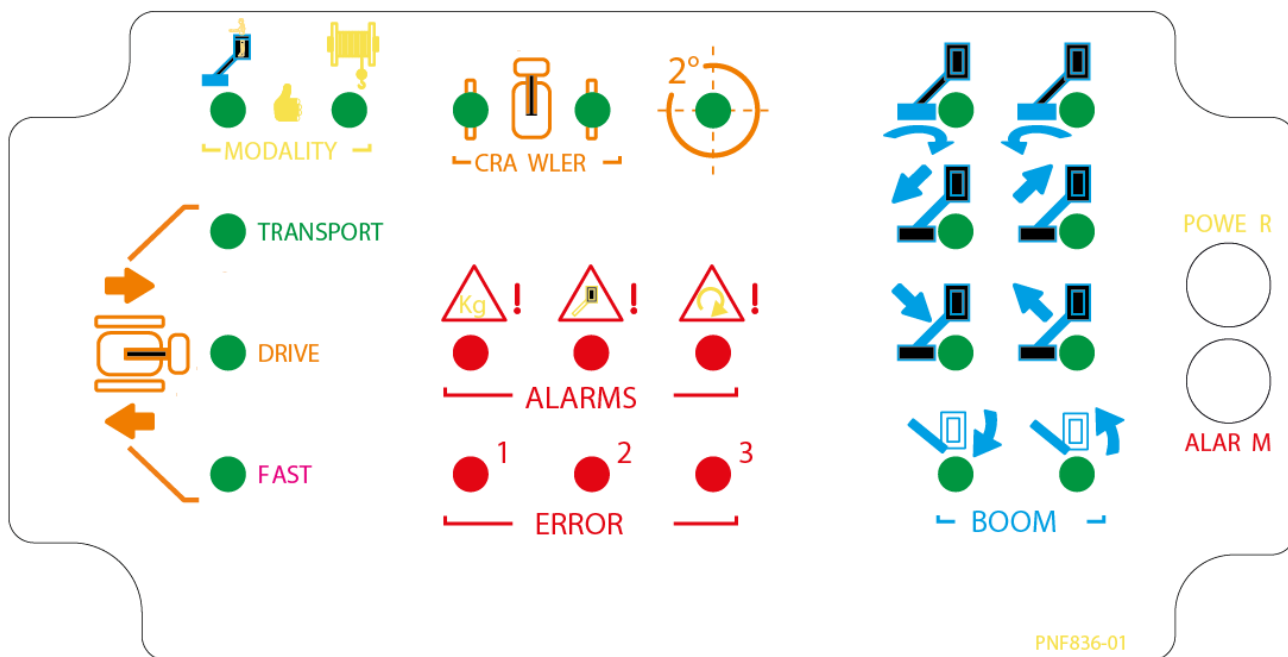 MODALITY
CRA WLER
2°
TRANSPORT
DRIVE
FAST
Kg
!
!
!
ALARMS
1
2
3
ERROR
BOOM
POWE R
ALAR M
PNF836-01